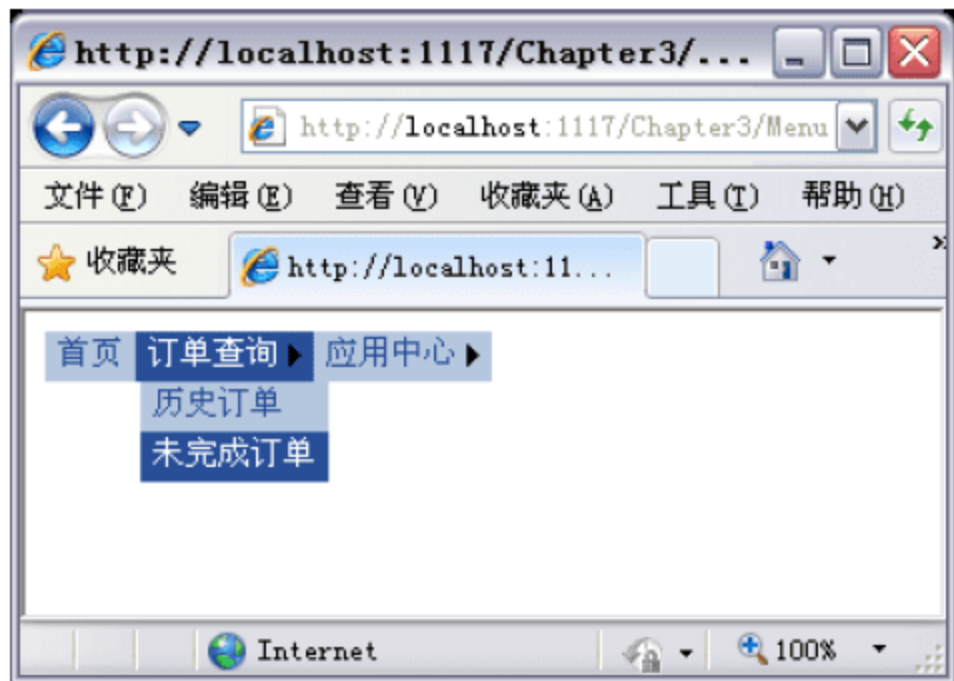 http://localhost:1117/Chapter3/...
http://localhost:1117/Chapter3/Menu
文件(F) 编辑(E) 查看(V) 收藏夹(A) 工具(T) 帮助(H)
收藏夹 http://localhost:11... »
首页 订单查询 应用中心
历史订单
未完成订单
Internet 100%